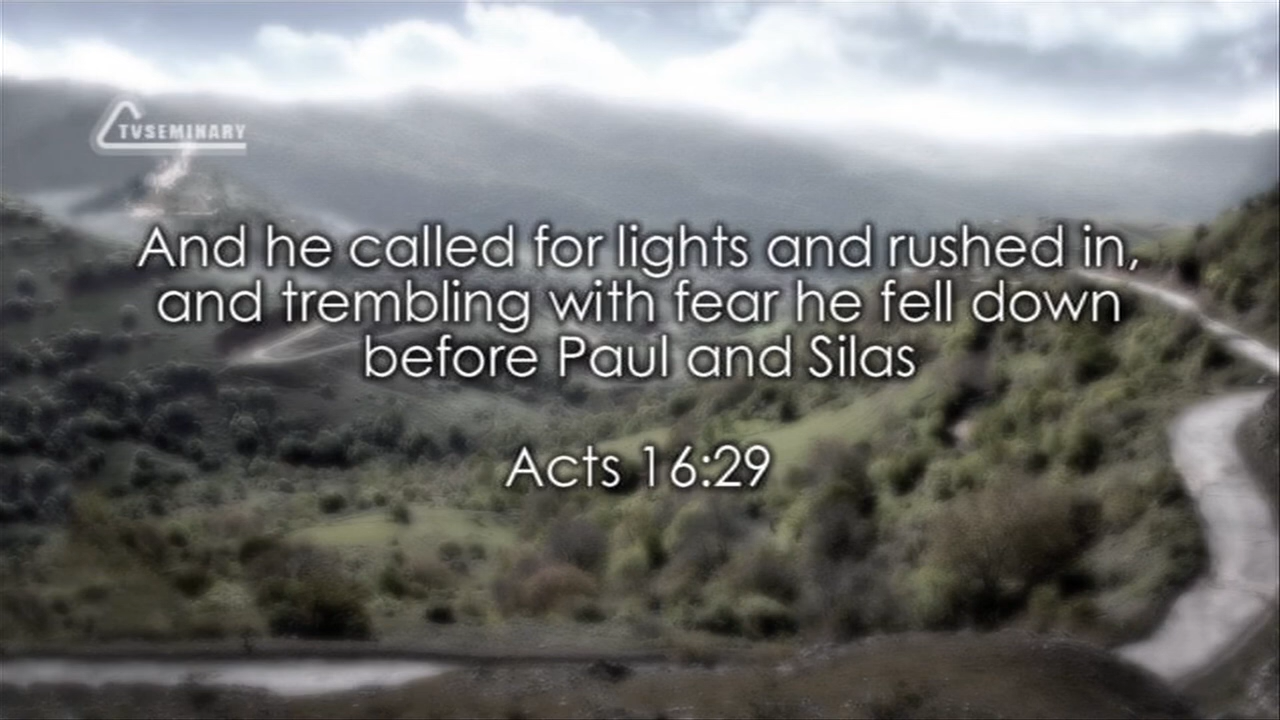 TVSEMINARY
And he called for lights and rushed in,
and trembling with fear he fell down
before Paul and Silas
Acts 16:29